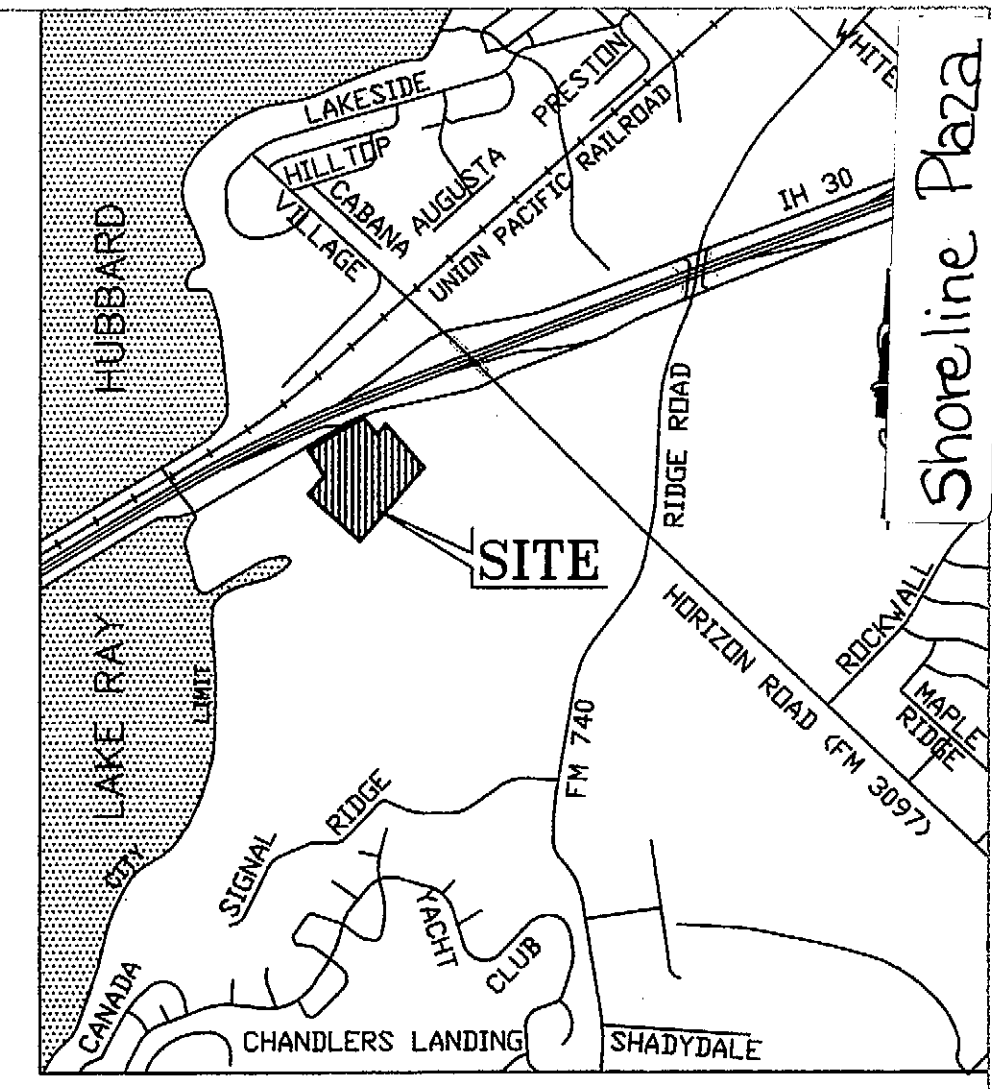 LAKESIDE
PRESTON
WHITE
HILLTOP
CABANA
AUGUSTA
VILLAGE
UNION PACIFIC RAILROAD
IH 30
Shoreline Plaza
LAKE RAY HUBBARD
RIDGE ROAD
SITE
HORIZON ROAD (FM 3097)
ROCKWALL
MAPLE
RIDGE
CITY LIMIT
FM 740
SIGNAL RIDGE
YACHT CLUB
CANADA
CHANDLERS LANDING
SHADYDALE